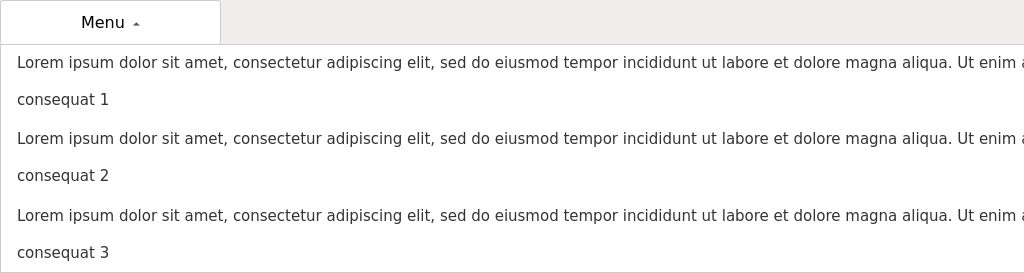 Menu
Lorem ipsum dolor sit amet, consectetur adipiscing elit, sed do eiusmod tempor incididunt ut labore et dolore magna aliqua. Ut enim
consequat 1
Lorem ipsum dolor sit amet, consectetur adipiscing elit, sed do eiusmod tempor incididunt ut labore et dolore magna aliqua. Ut enim
consequat 2
Lorem ipsum dolor sit amet, consectetur adipiscing elit, sed do eiusmod tempor incididunt ut labore et dolore magna aliqua. Ut enim
consequat 3